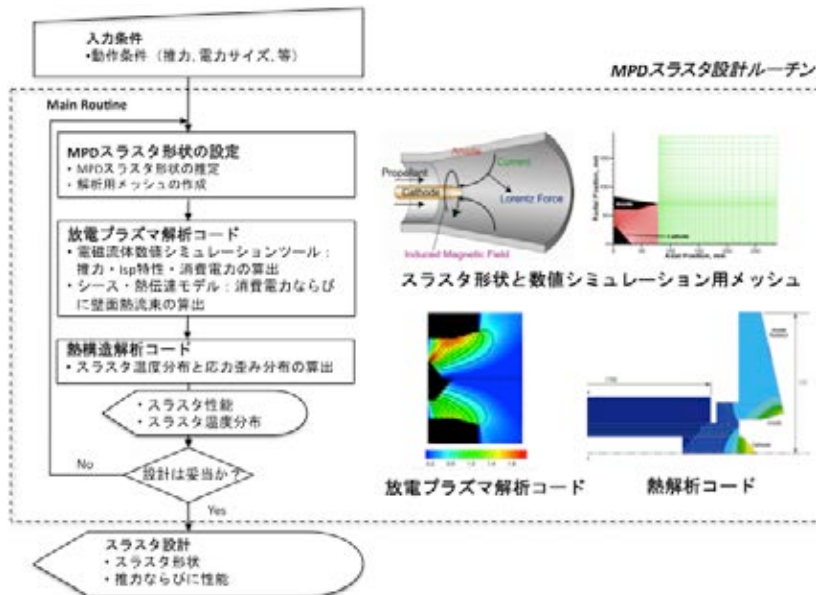 入力条件
・動作条件（推力、電力サイズ、等）
MPDスラスタ設計ルーチン
Main Routine
MPDスラスタ形状の設定
・MPDスラスタ形状の推定
・解析用メッシュの作成
放電プラズマ解析コード
・電磁流体数値シミュレーションツール：
推力・Isp特性・消費電力の算出
・シース・熱伝達モデル：消費電力ならび
に壁面熱流束の算出
熱構造解析コード
・スラスタ温度分布と応力歪み分布の算出
・スラスタ性能
・スラスタ温度分布
設計は妥当か？
No
Yes
スラスタ設計
・スラスタ形状
・推力ならびに性能
Anode
Current
Propellant
Cathode
Lorentz Force
Induced Magnetic Field
Radial Position, mm
Axial Position, mm
スラスタ形状と数値シミュレーション用メッシュ
放電プラズマ解析コード
熱解析コード